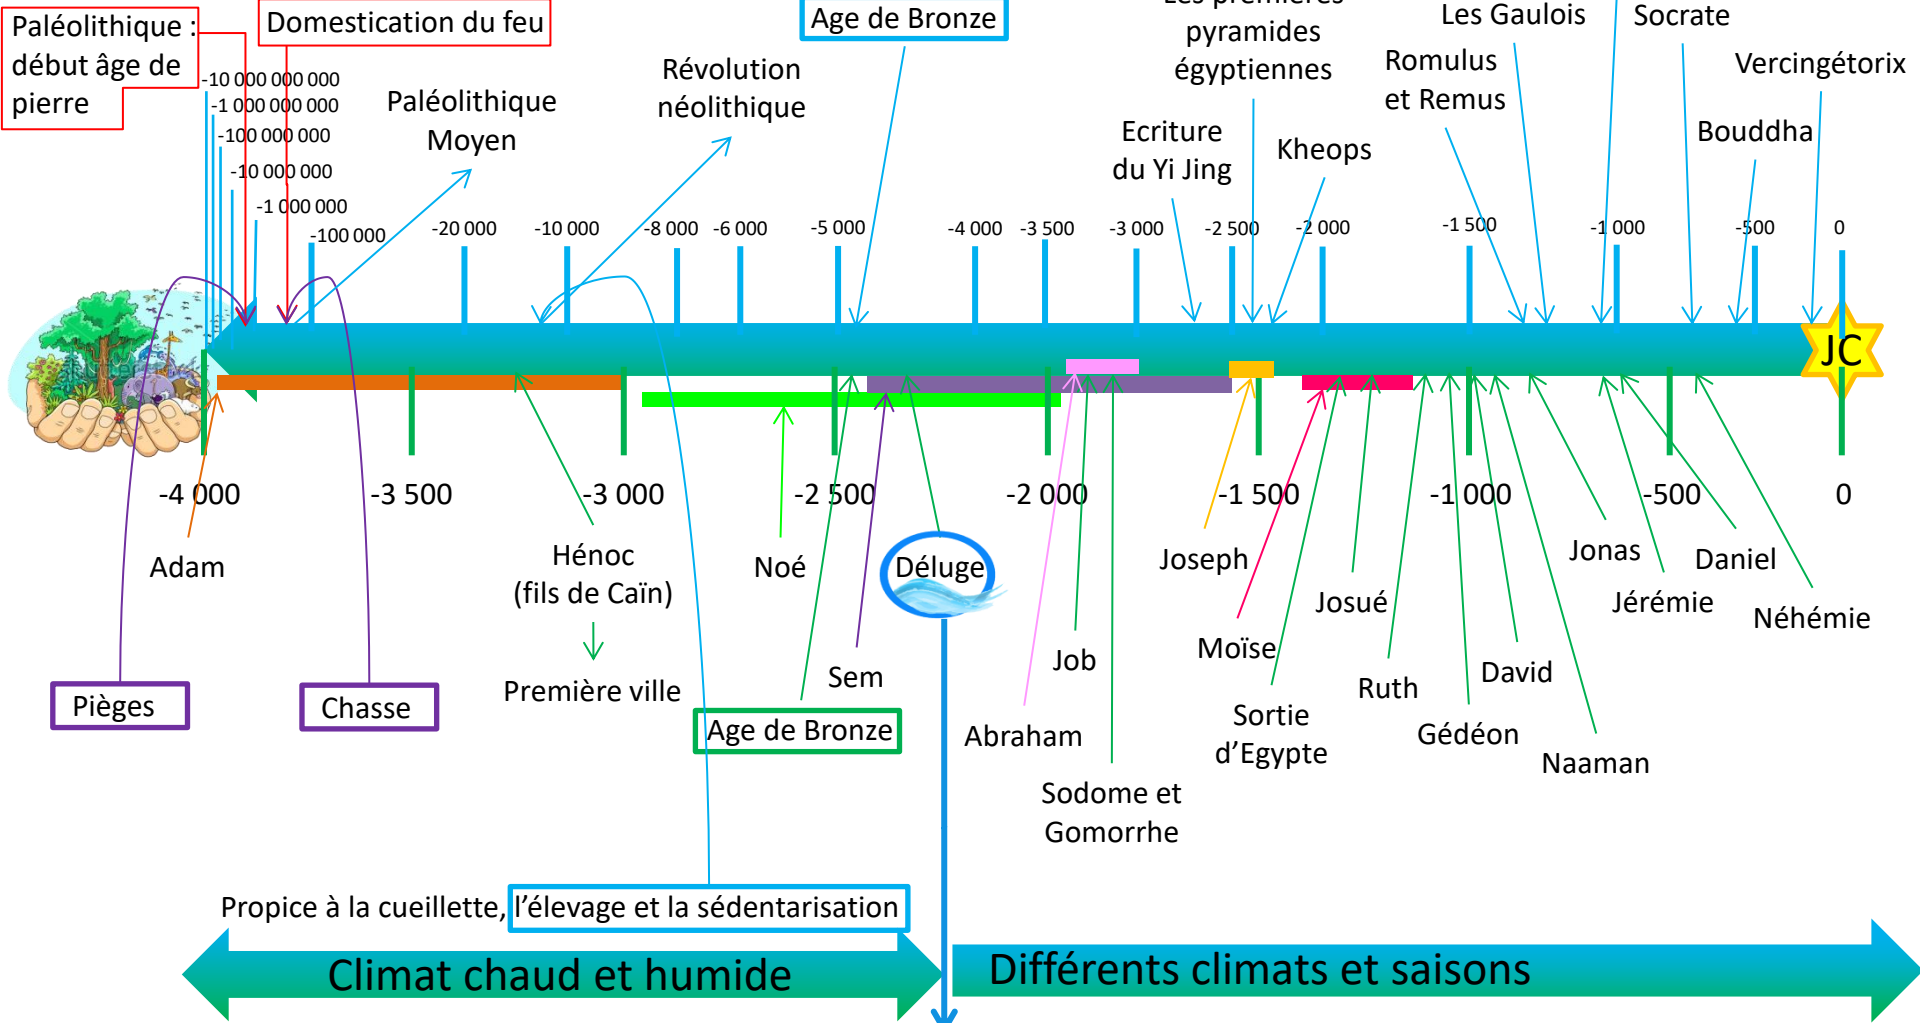 Paléolithique :
début âge de
pierre
Domestication du feu
Age de Bronze
Les premières
pyramides
égyptiennes
Les Gaulois
Socrate
Romulus
et Remus
Vercingétorix
Bouddha
Révolution
néolithique
Paléolithique
Moyen
Ecriture
du Yi Jing
Kheops
-10 000 000 000
-1 000 000 000
-100 000 000
-10 000 000
-1 000 000
-100 000
-20 000
-10 000
-8 000
-6 000
-5 000
-4 000
-3 500
-3 000
-2 500
-2 000
-1 500
-1 000
-500
0
JC
-4 000
-3 500
-3 000
-2 500
-2 000
-1 500
-1 000
-500
0
Adam
Hénoc
(fils de Caïn)
Première ville
Noé
Déluge
Joseph
Jonas
Daniel
Josué
Jérémie
Néhémie
Moïse
Job
Sem
Ruth
David
Pièges
Chasse
Age de Bronze
Abraham
Sortie
d'Egypte
Gédéon
Naaman
Sodome et
Gomorrhe
Propice à la cueillette, l'élevage et la sédentarisation
Climat chaud et humide
Différents climats et saisons